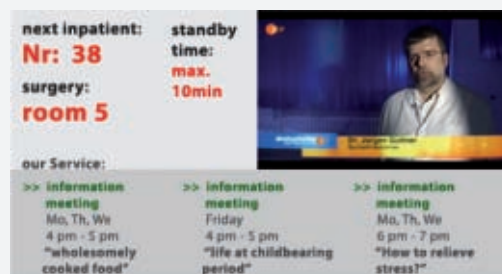 next inpatient:
Nr: 38
surgery:
room 5
standby
time:
max.
10min
our Service:
>> information
meeting
Mo, Th, We
4 pm - 5 pm
"wholesomely
cooked food"
>> information
meeting
Friday
4 pm - 5 pm
"life at childbearing
period"
>> information
meeting
Mo, Th, We
6 pm - 7 pm
"How to relieve
stress?"